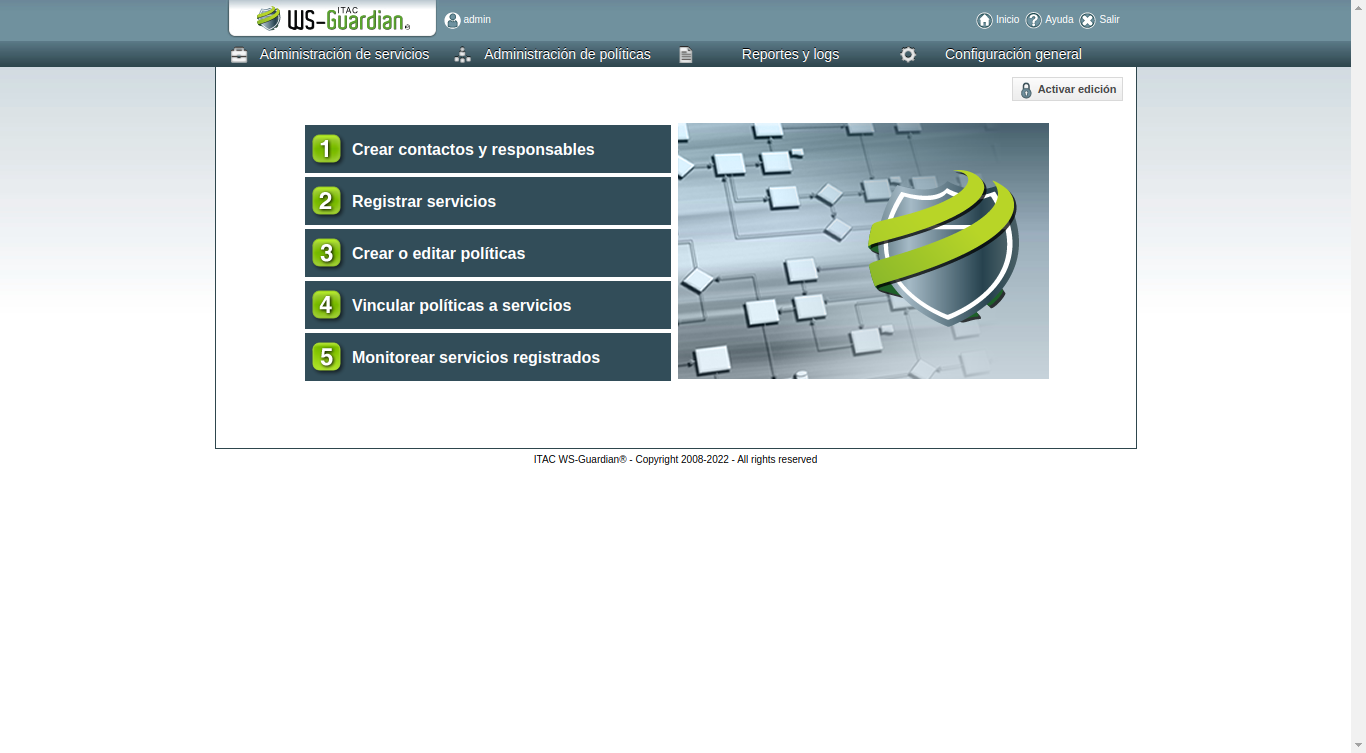 ITAC
WS-Guardian®
admin
Inicio
Ayuda
Salir
Administración de servicios
Administración de políticas
Reportes y logs
Configuración general
Activar edición
1 Crear contactos y responsables
2 Registrar servicios
3 Crear o editar políticas
4 Vincular políticas a servicios
5 Monitorear servicios registrados
ITAC WS-Guardian® - Copyright 2008-2022 - All rights reserved